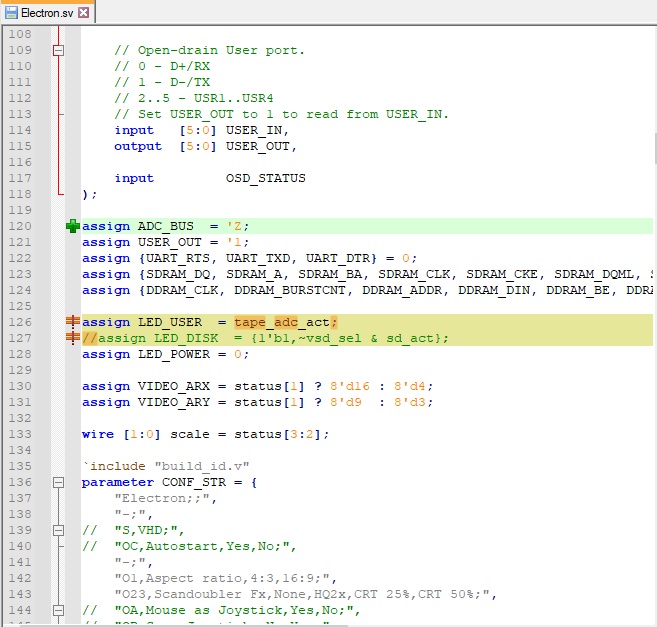 Electron.sv
108
109 // Open-drain User port.
110 // 0 - D+/RX
111 // 1 - D-/TX
112 // 2..5 - USR1..USR4
113 // Set USER_OUT to 1 to read from USER_IN.
114 input [5:0] USER_IN,
115 output [5:0] USER_OUT,
116
117 input OSD_STATUS
118 );
119
120 assign ADC_BUS = 'Z;
121 assign USER_OUT = '1;
122 assign {UART_RTS, UART_TXD, UART_DTR} = 0;
123 assign {SDRAM_DQ, SDRAM_A, SDRAM_BA, SDRAM_CLK, SDRAM_CKE, SDRAM_DQML,
124 assign {DDRAM_CLK, DDRAM_BURSTCNT, DDRAM_ADDR, DDRAM_DIN, DDRAM_BE, DDRA
125
126 assign LED_USER = tape_adc_act;
127 //assign LED_DISK = {1'b1,~vsd_sel & sd_act};
128 assign LED_POWER = 0;
129
130 assign VIDEO_ARX = status[1] ? 8'd16 : 8'd4;
131 assign VIDEO_ARY = status[1] ? 8'd9 : 8'd3;
132
133 wire [1:0] scale = status[3:2];
134
135 `include "build_id.v"
136 parameter CONF_STR = {
137 "Electron;;",
138 "-;",
139 // "S,VHD;",
140 // "OC,Autostart,Yes,No;",
141 "-;",
142 "O1,Aspect ratio,4:3,16:9;",
143 "O23,Scandoubler Fx,None,HQ2x,CRT 25%,CRT 50%;",
144 // "OA,Mouse as Joystick,Yes,No;",